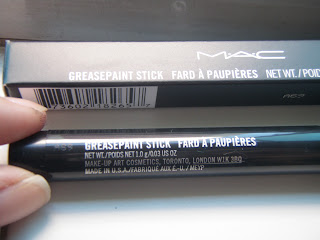 MAC
GREASEPAINT STICK FARD À PAUPIÈRES NET WT./POID
GREASEPAINT STICK FARD À PAUPIÈRES
NET WT./POIDS NET 1.0 g/0.03 US OZ
MAKE-UP ART COSMETICS, TORONTO, LONDON W1K 3BQ
MADE IN U.S.A./FABRIQUÉ AUX É.-U./